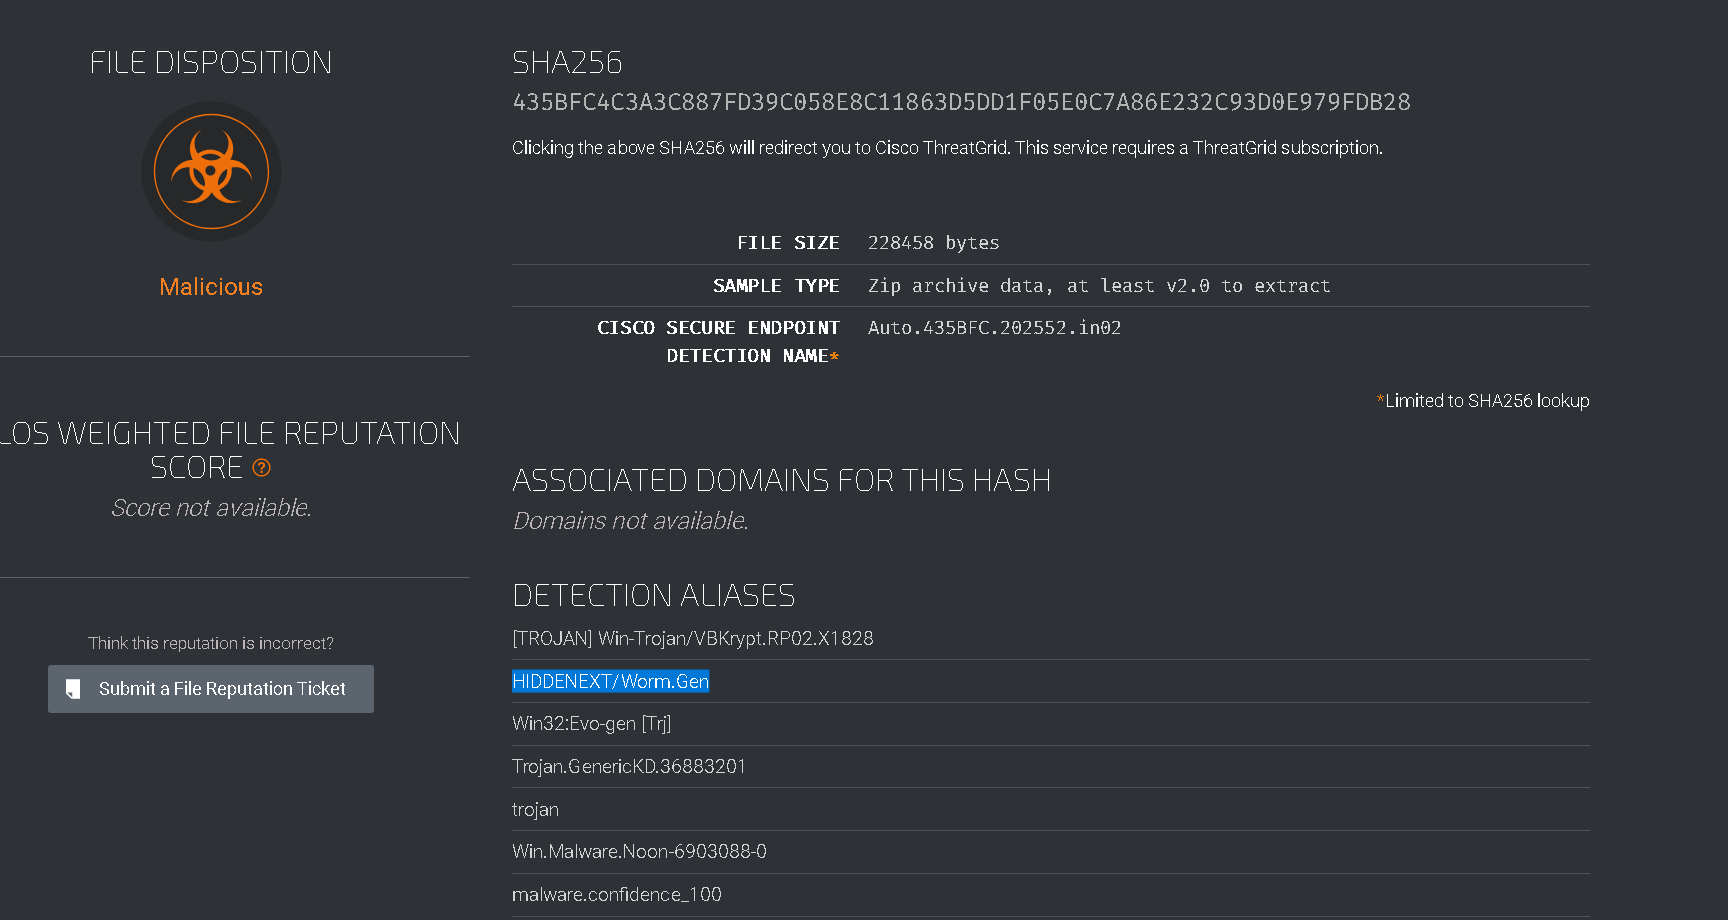 FILE DISPOSITION
Malicious
LOS WEIGHTED FILE REPUTATION
SCORE ?
Score not available.
Think this reputation is incorrect?
Submit a File Reputation Ticket
SHA256
435BFC4C3A3C887FD39C058E8C11863D5DD1F05E0C7A86E232C93D0E979FDB28
Clicking the above SHA256 will redirect you to Cisco ThreatGrid. This service requires a ThreatGrid subscription.
FILE SIZE 228458 bytes
SAMPLE TYPE Zip archive data, at least v2.0 to extract
CISCO SECURE ENDPOINT Auto.435BFC.202552.in02
DETECTION NAME*
*Limited to SHA256 lookup
ASSOCIATED DOMAINS FOR THIS HASH
Domains not available.
DETECTION ALIASES
[TROJAN] Win-Trojan/VBKrypt.RP02.X1828
HIDDENEXT/Worm.Gen
Win32:Evo-gen [Trj]
Trojan.GenericKD.36883201
trojan
Win.Malware.Noon-6903088-0
malware.confidence_100